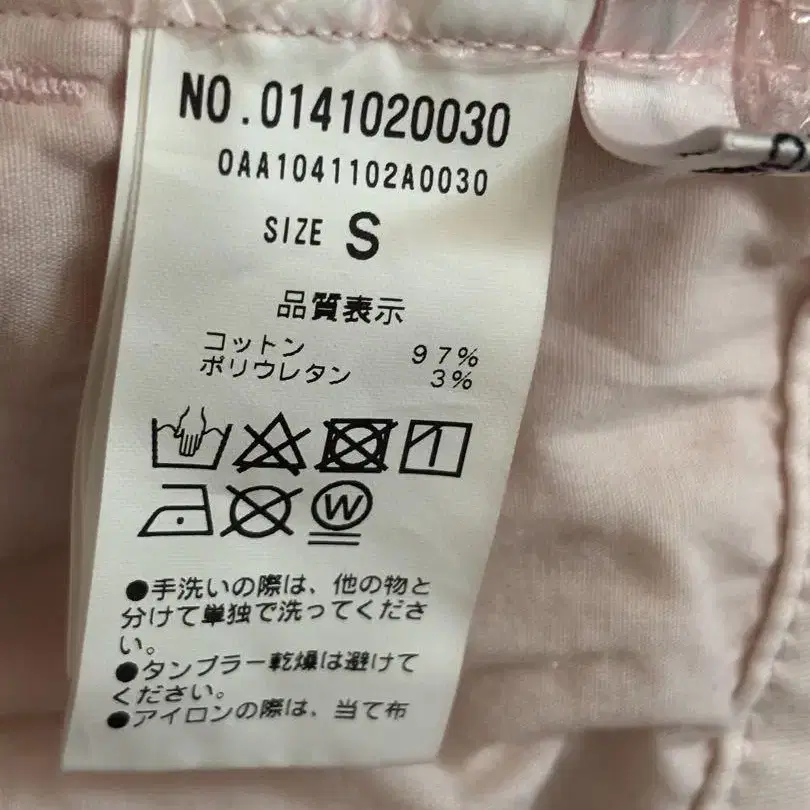 NO.0141020030
0AA1041102A0030
SIZE S
品質表示
コットン 97%
ポリウレタン 3%
W
●手洗いの際は、他の物と
分けて単独で洗ってくださ
い。
●タンブラー乾燥は避けて
ください。
●アイロンの際は、当て布